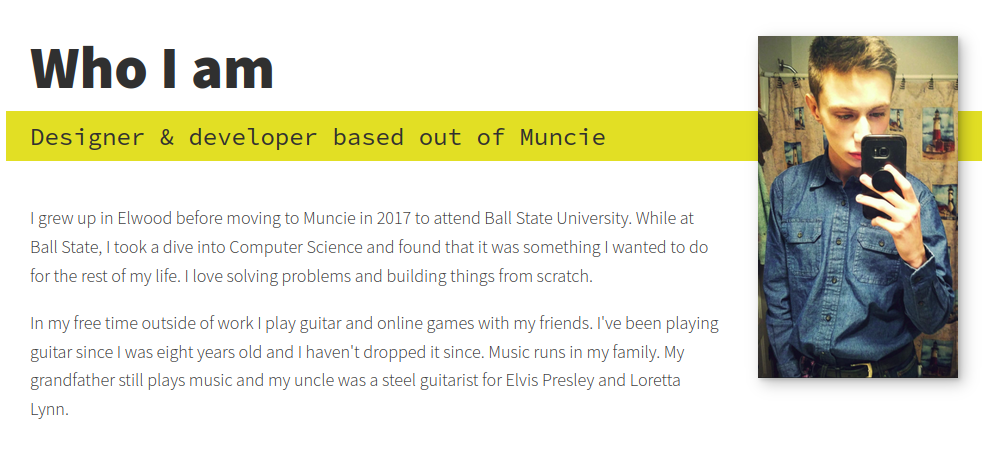 Who I am
Designer & developer based out of Muncie
I grew up in Elwood before moving to Muncie in 2017 to attend Ball State University. While at
Ball State, I took a dive into Computer Science and found that it was something I wanted to do
for the rest of my life. I love solving problems and building things from scratch.
In my free time outside of work I play guitar and online games with my friends. I've been playing
guitar since I was eight years old and I haven't dropped it since. Music runs in my family. My
grandfather still plays music and my uncle was a steel guitarist for Elvis Presley and Loretta
Lynn.